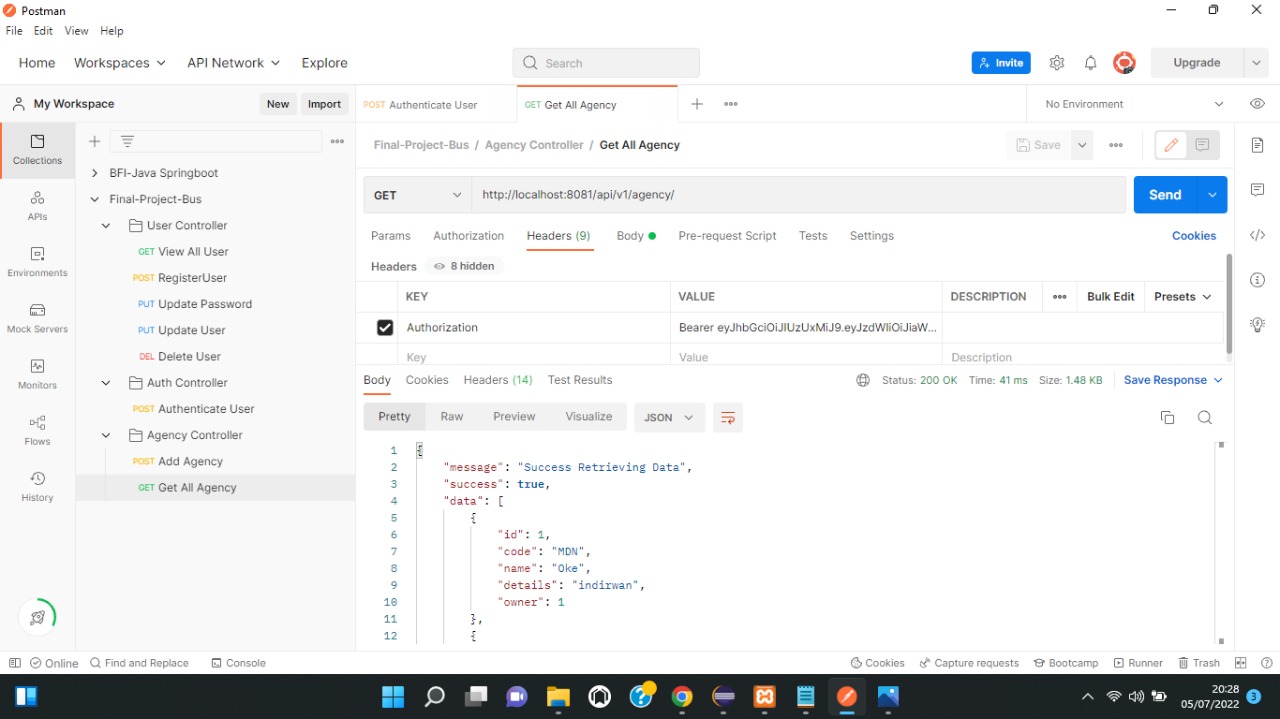 Postman
File Edit View Help
Home Workspaces API Network Explore Search Invite Upgrade
My Workspace New Import POST Authenticate User GET Get All Agency No Environment
Collections
APIs
Environments
Mock Servers
Monitors
Flows
History
BFI-Java Springboot
Final-Project-Bus
User Controller
GET View All User
POST RegisterUser
PUT Update Password
PUT Update User
DEL Delete User
Auth Controller
POST Authenticate User
Agency Controller
POST Add Agency
GET Get All Agency
Final-Project-Bus / Agency Controller / Get All Agency Save
GET http://localhost:8081/api/v1/agency/ Send
Params Authorization Headers (9) Body Pre-request Script Tests Settings Cookies
Headers 8 hidden
KEY VALUE DESCRIPTION Bulk Edit Presets
Authorization Bearer eyJhbGciOiJIUzUxMiJ9.eyJzdWIiOiJiaW...
Key Value Description
Body Cookies Headers (14) Test Results Status: 200 OK Time: 41 ms Size: 1.48 KB Save Response
Pretty Raw Preview Visualize JSON
1 {
2 "message": "Success Retrieving Data",
3 "success": true,
4 "data": [
5 {
6 "id": 1,
7 "code": "MDN",
8 "name": "Oke",
9 "details": "indirwan",
10 "owner": 1
11 },
12 {
Online Find and Replace Console Cookies Capture requests Bootcamp Runner Trash
20:28
05/07/2022 3